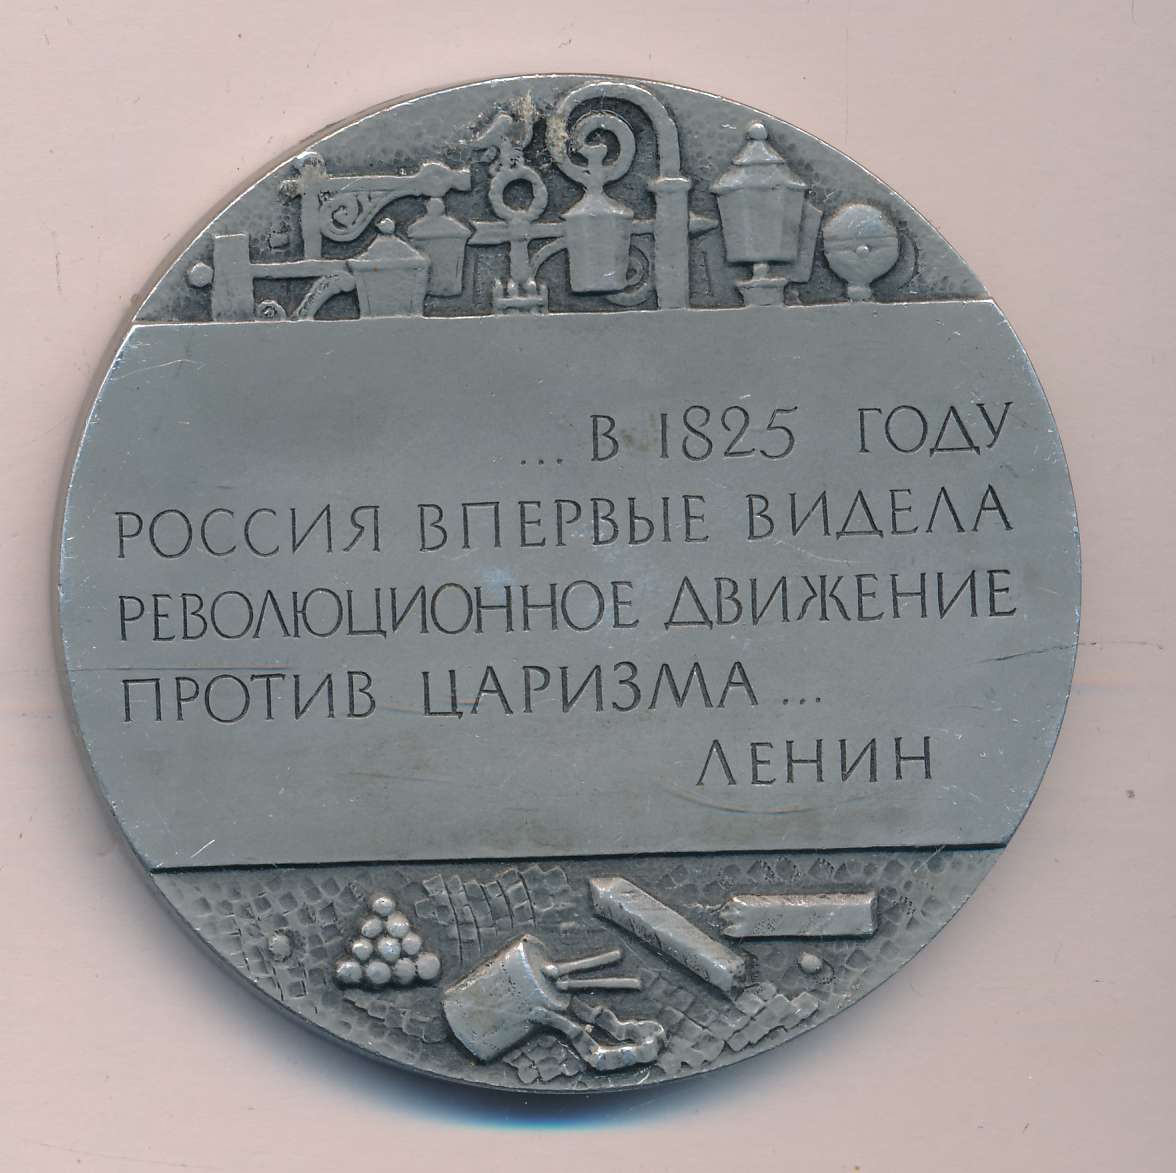 ... В 1825 ГОДУ
РОССИЯ ВПЕРВЫЕ ВИДЕЛА
РЕВОЛЮЦИОННОЕ ДВИЖЕНИЕ
ПРОТИВ ЦАРИЗМА ...
ЛЕНИН